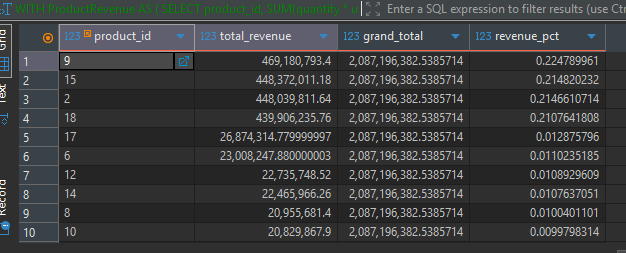 WITH ProductRevenue AS ( SELECT product_id, SUM(quantity * u Enter a SQL expression to filter results (use Ctr
Grid
Text
Record
123 product_id 123 total_revenue 123 grand_total 123 revenue_pct
1 9 469,180,793.4 2,087,196,382.5385714 0.224789961
2 15 448,372,011.18 2,087,196,382.5385714 0.214820232
3 2 448,039,811.64 2,087,196,382.5385714 0.2146610714
4 18 439,906,235.76 2,087,196,382.5385714 0.2107641808
5 17 26,874,314.779999997 2,087,196,382.5385714 0.012875796
6 6 23,008,247.880000003 2,087,196,382.5385714 0.0110235185
7 12 22,735,748.52 2,087,196,382.5385714 0.0108929609
8 14 22,465,966.26 2,087,196,382.5385714 0.0107637051
9 8 20,955,681.4 2,087,196,382.5385714 0.0100401101
10 10 20,829,867.9 2,087,196,382.5385714 0.0099798314